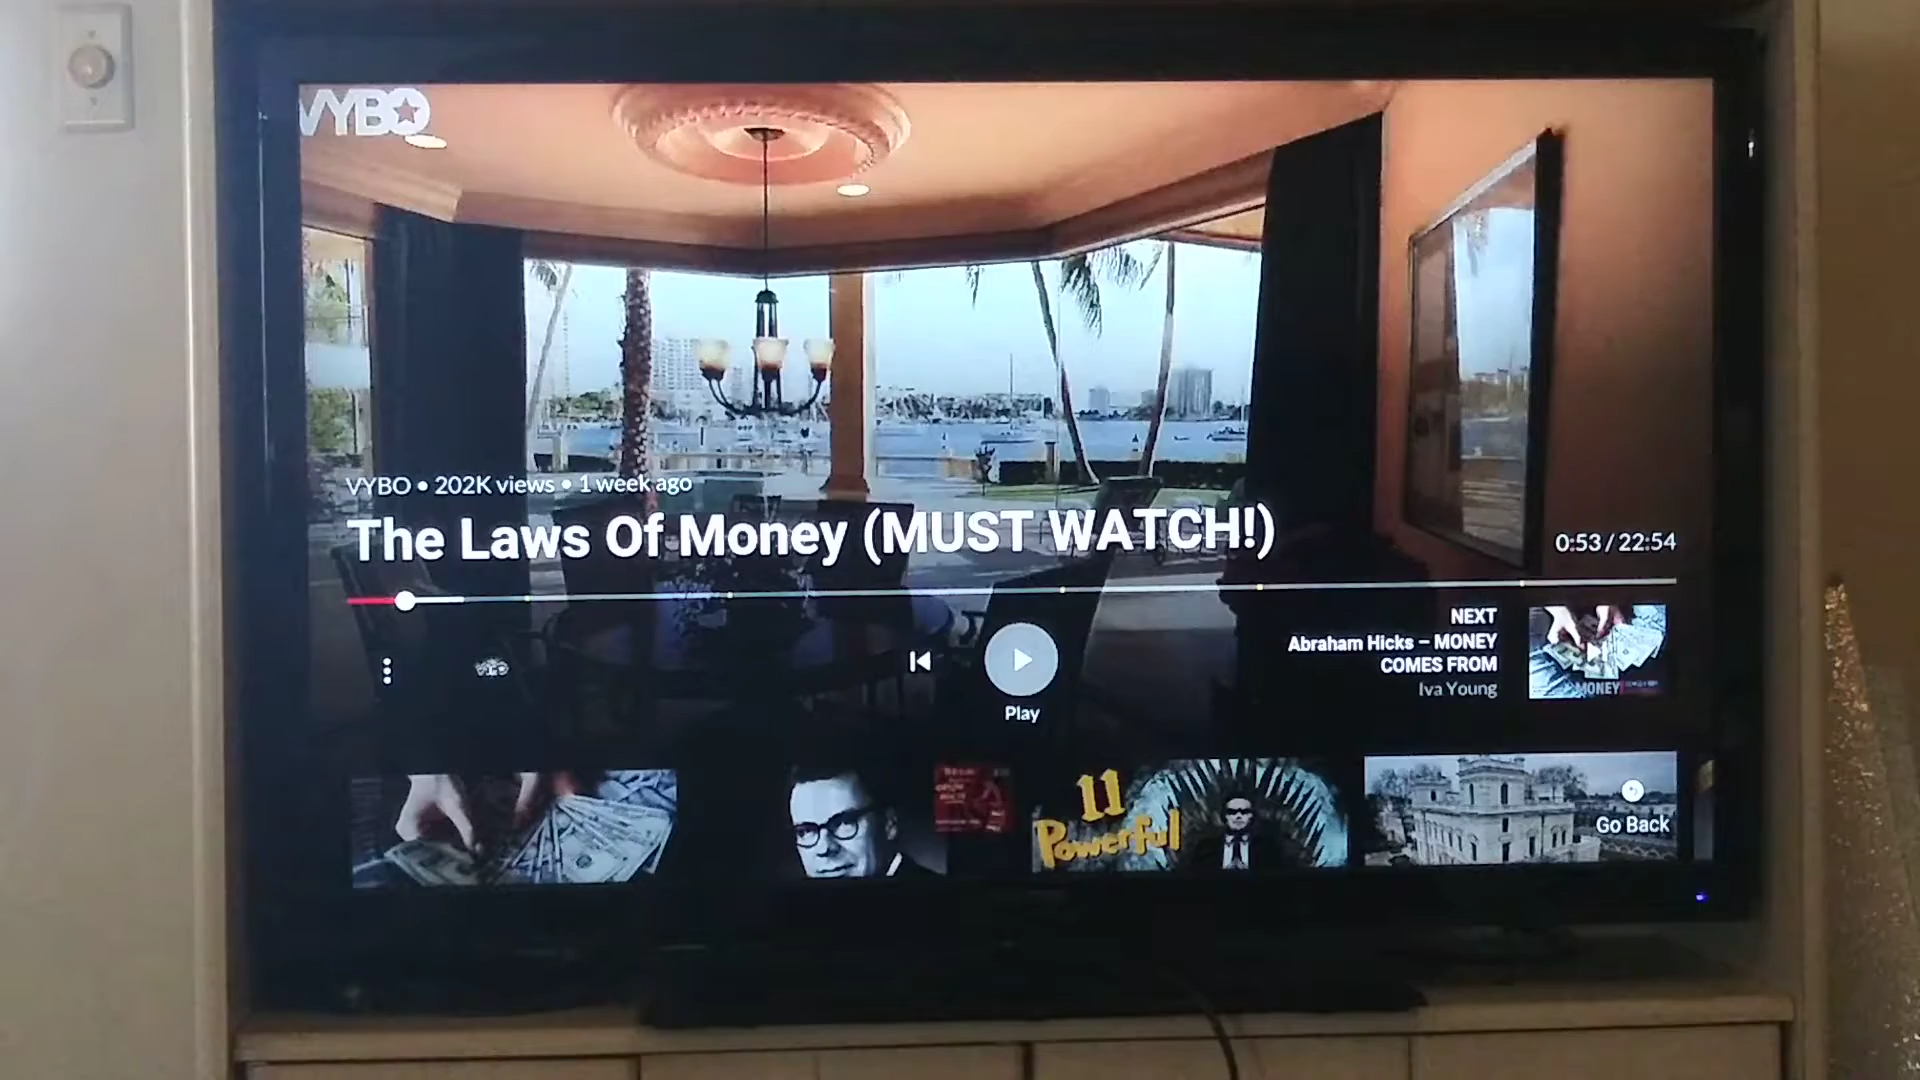 VYBO
VYBO • 202K views • 1 week ago
The Laws Of Money (MUST WATCH!)
0:53 / 22:54
NEXT
Abraham Hicks – MONEY
COMES FROM
Iva Young
MONEY
Play
11
Powerful
Go Back